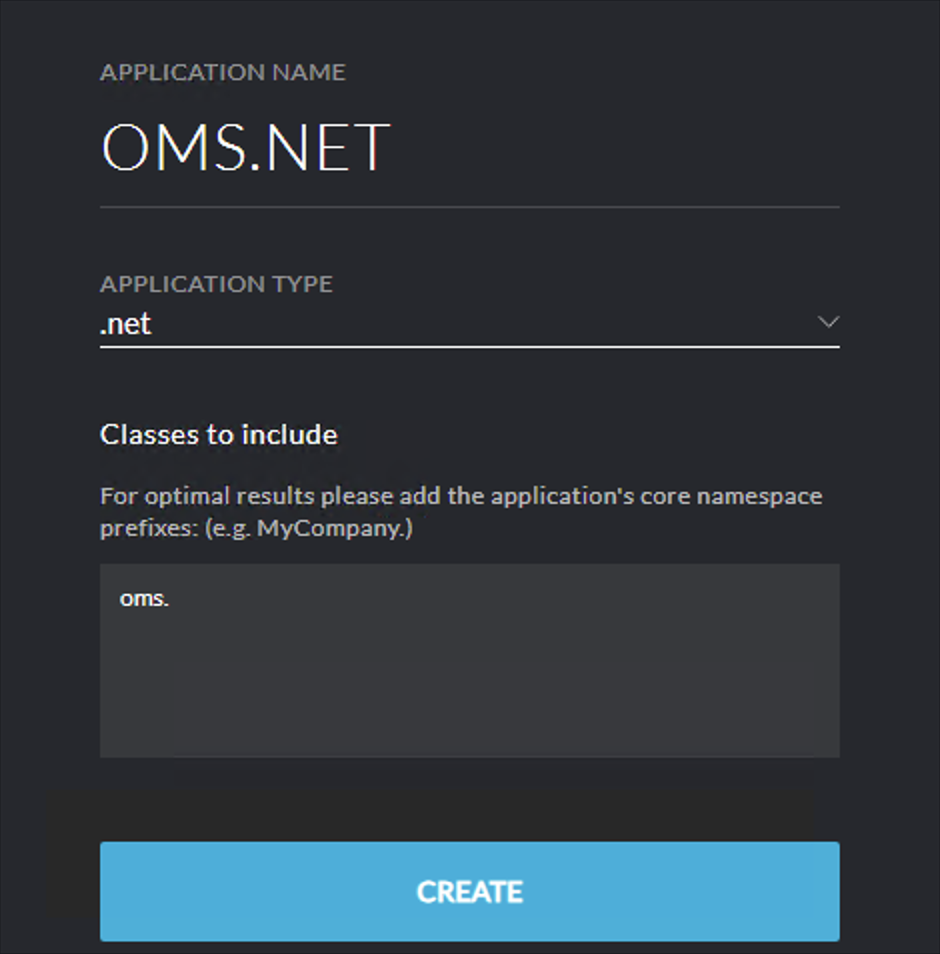 APPLICATION NAME
OMS.NET
APPLICATION TYPE
.net
Classes to include
For optimal results please add the application's core namespace
prefixes: (e.g. MyCompany.)
oms.
CREATE